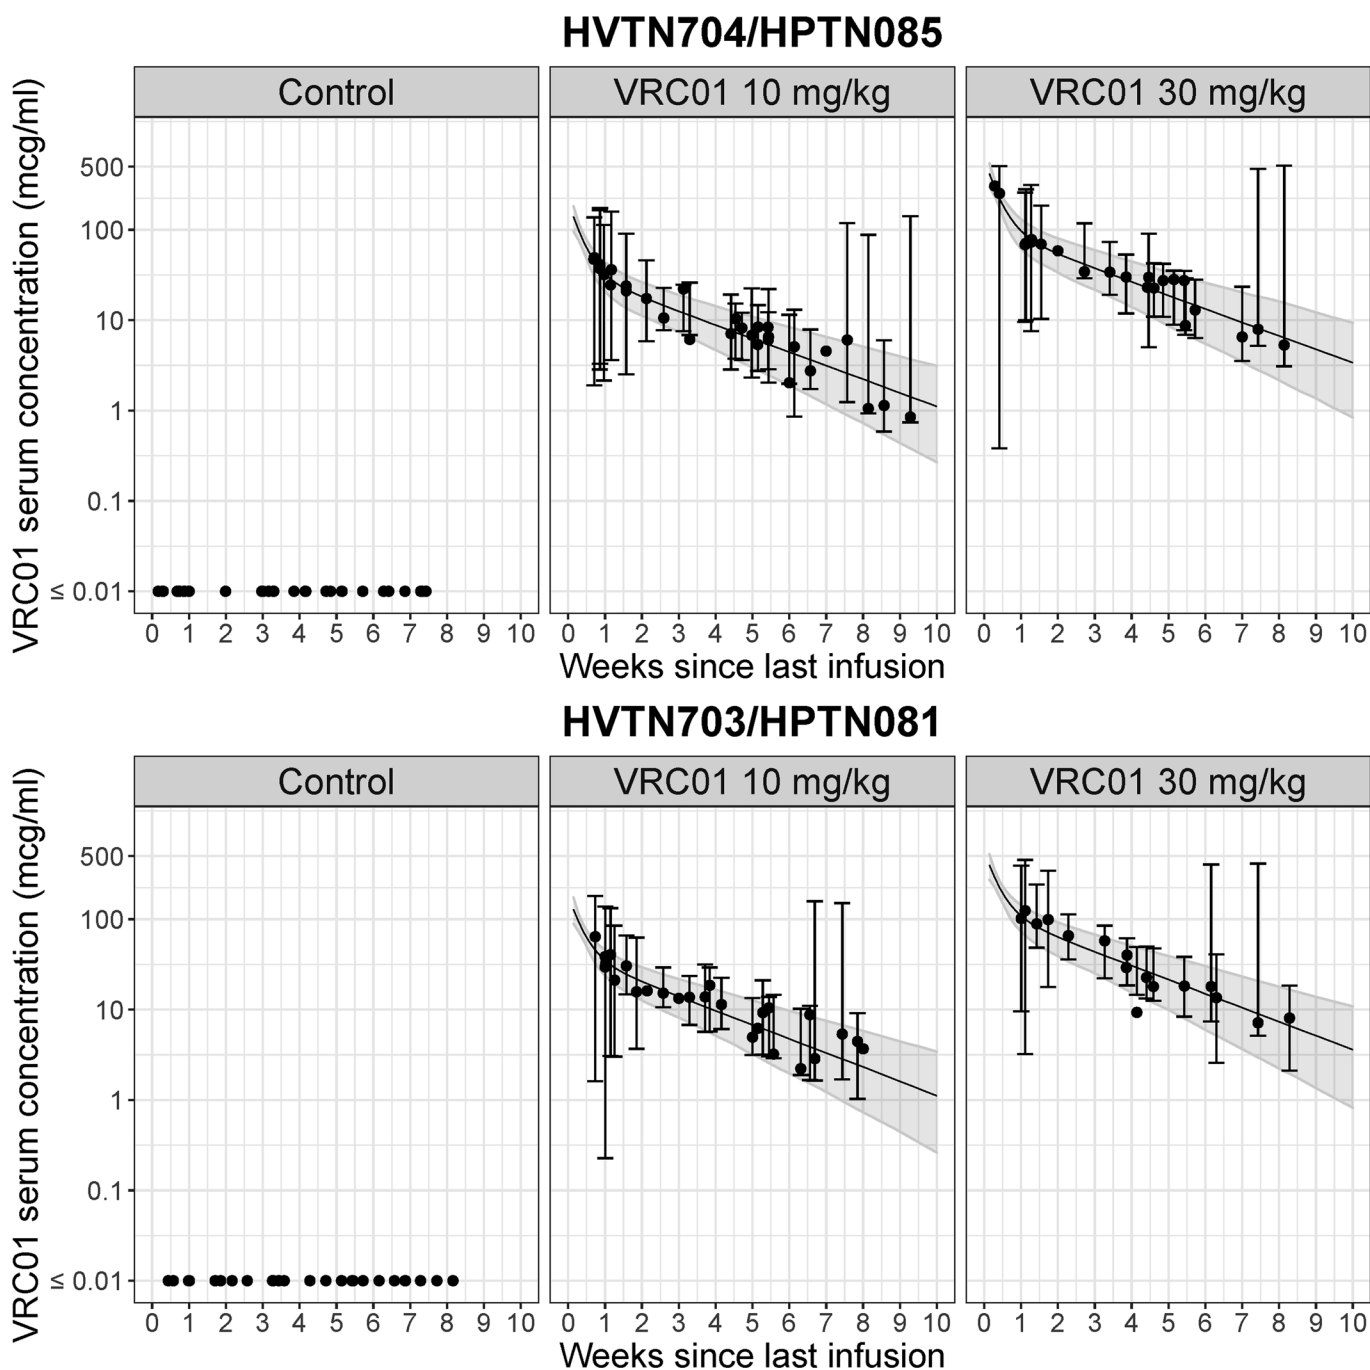 HVTN704/HPTN085
Control VRC01 10 mg/kg VRC01 30 mg/kg
VRC01 serum concentration (mcg/ml)
500
100
10
1
0.1
≤ 0.01
0 1 2 3 4 5 6 7 8 9 10 0 1 2 3 4 5 6 7 8 9 10 0 1 2 3 4 5 6 7 8 9 10
Weeks since last infusion
HVTN703/HPTN081
Control VRC01 10 mg/kg VRC01 30 mg/kg
VRC01 serum concentration (mcg/ml)
500
100
10
1
0.1
≤ 0.01
0 1 2 3 4 5 6 7 8 9 10 0 1 2 3 4 5 6 7 8 9 10 0 1 2 3 4 5 6 7 8 9 10
Weeks since last infusion